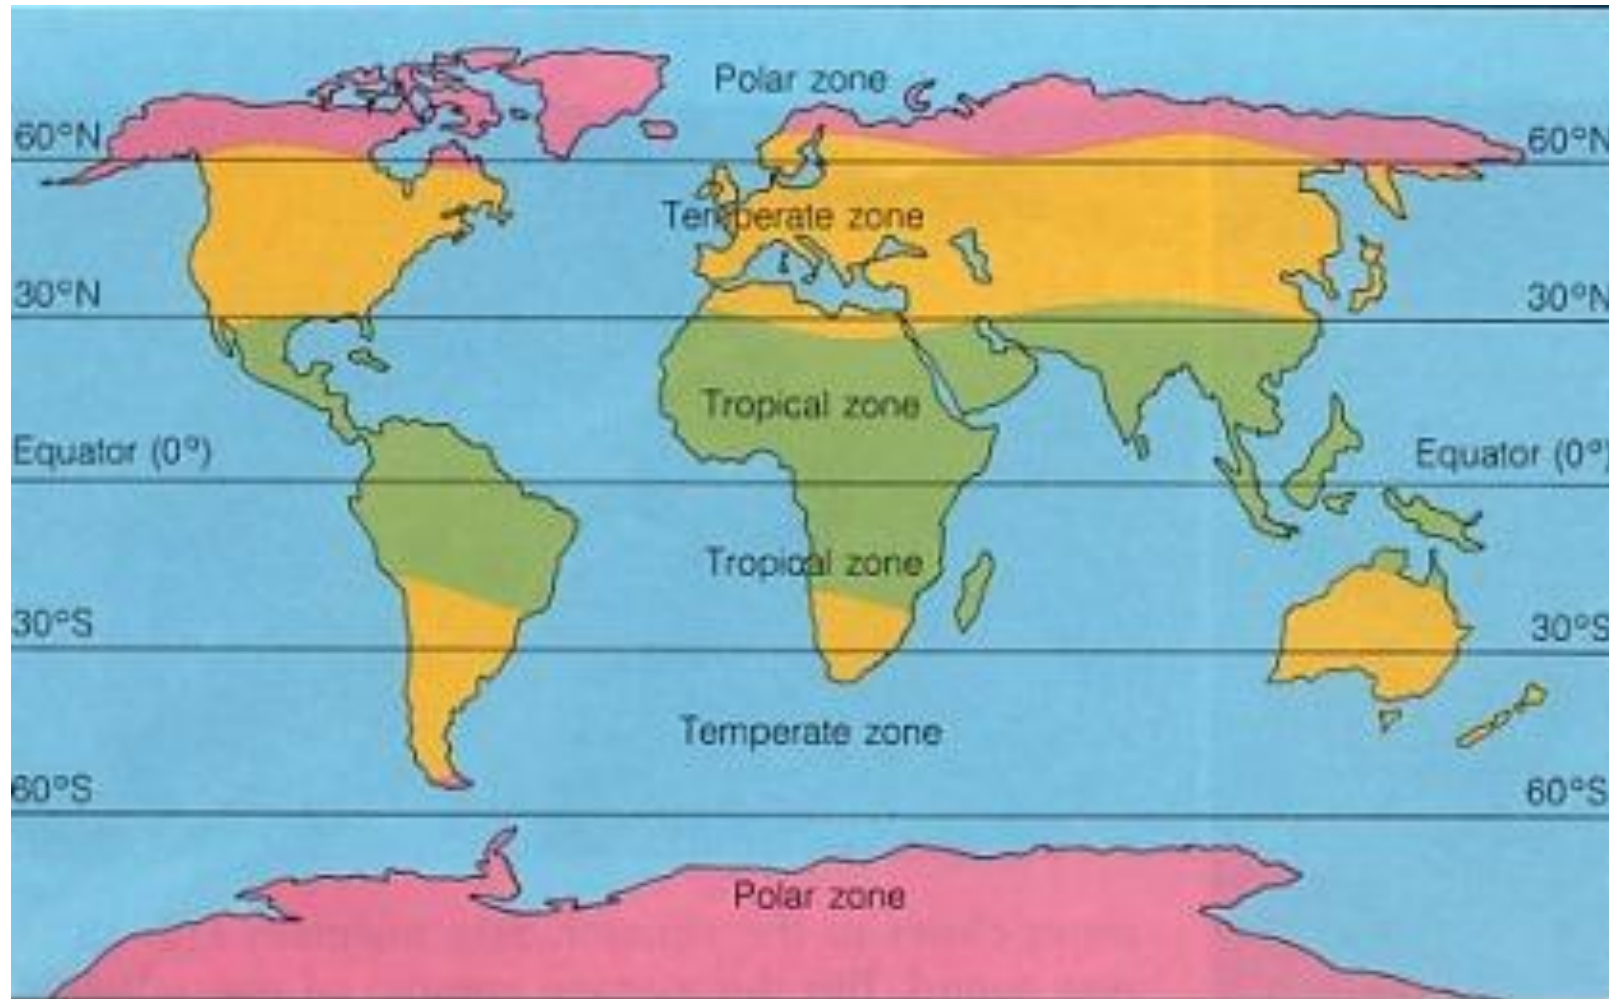 Polar zone
60°N
60°N
Temperate zone
30°N
30°N
Tropical zone
Equator (0°)
Equator (0°)
Tropical zone
30°S
30°S
Temperate zone
60°S
60°S
Polar zone